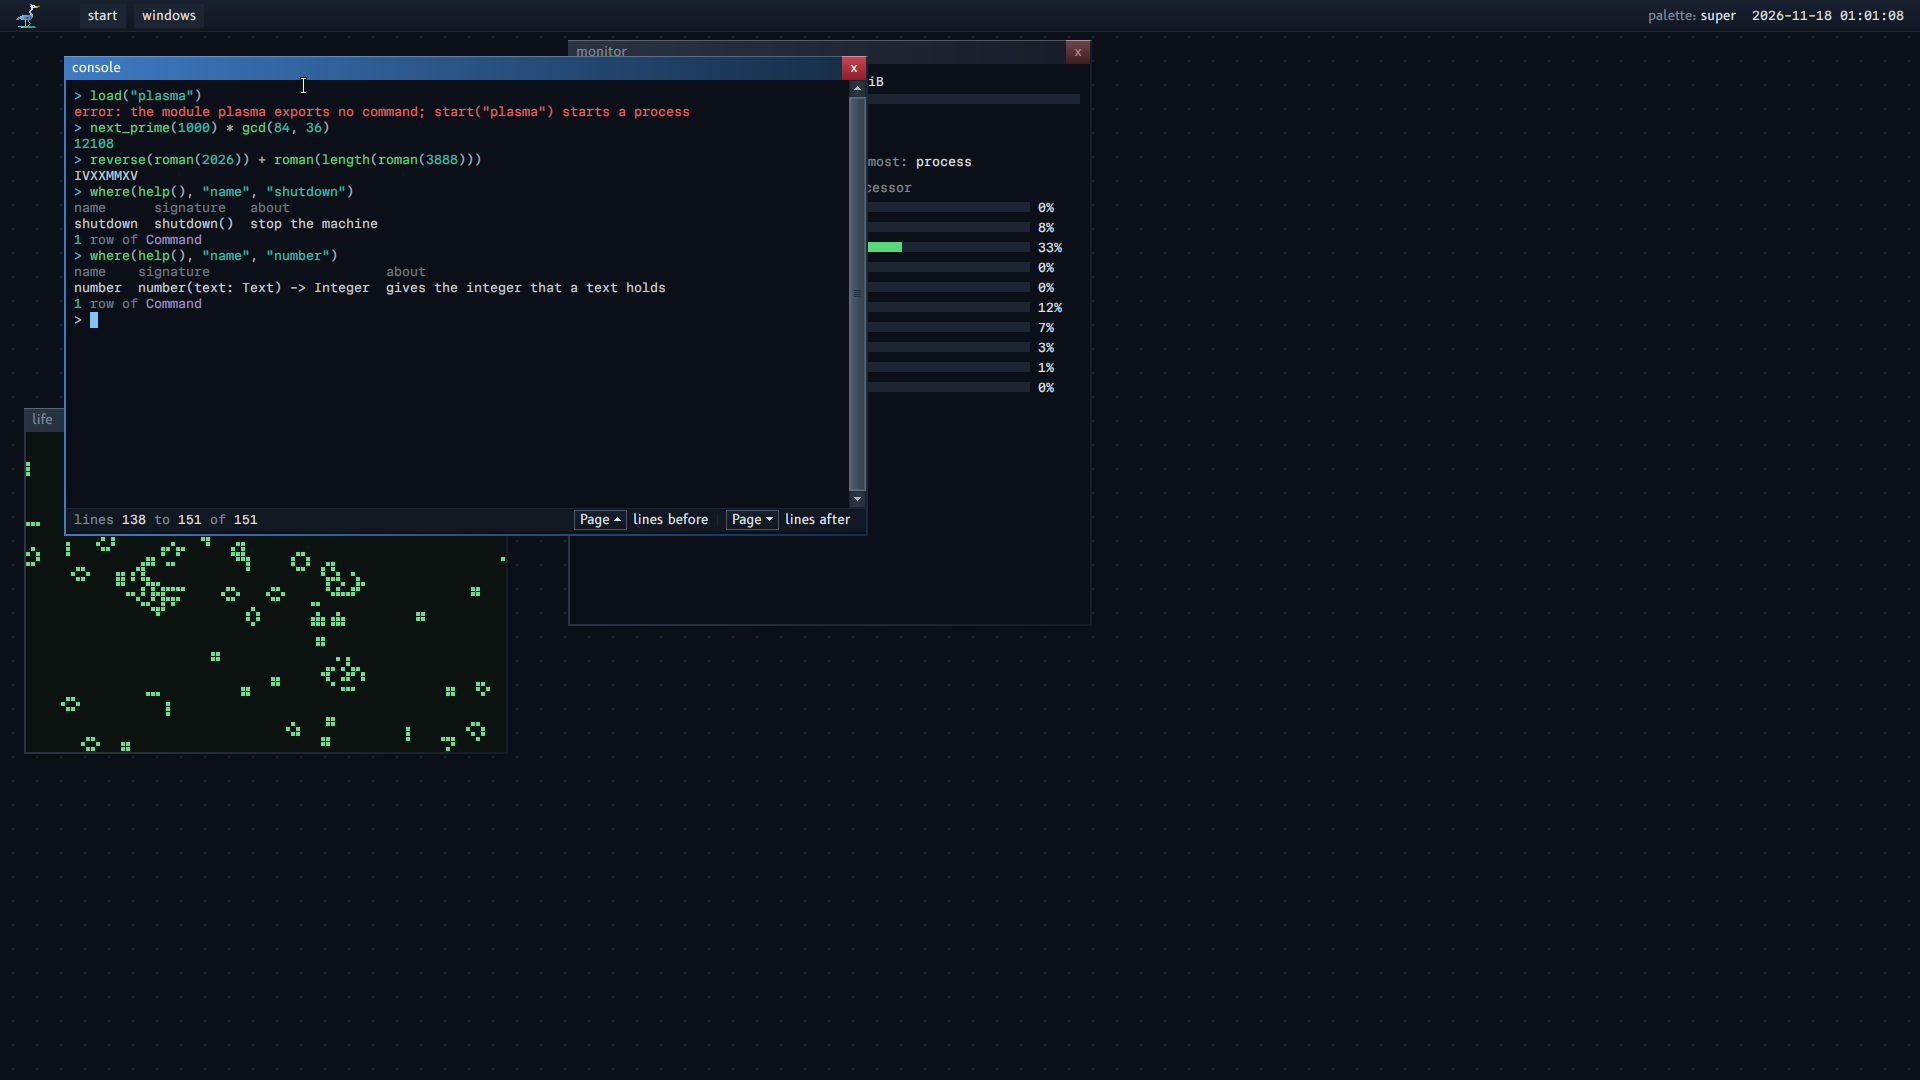 start windows palette: super 2026-11-18 01:01:08
monitor x
console x
iB
> load("plasma")
error: the module plasma exports no command; start("plasma") starts a process
> next_prime(1000) * gcd(84, 36)
12108
> reverse(roman(2026)) + roman(length(roman(3888)))
IVXXMMXV
> where(help(), "name", "shutdown")
name signature about
shutdown shutdown() stop the machine
1 row of Command
> where(help(), "name", "number")
name signature about
number number(text: Text) -> Integer gives the integer that a text holds
1 row of Command
>
lines 138 to 151 of 151 Page lines before Page lines after
most: process
cessor
0%
8%
33%
0%
0%
12%
7%
3%
1%
0%
life